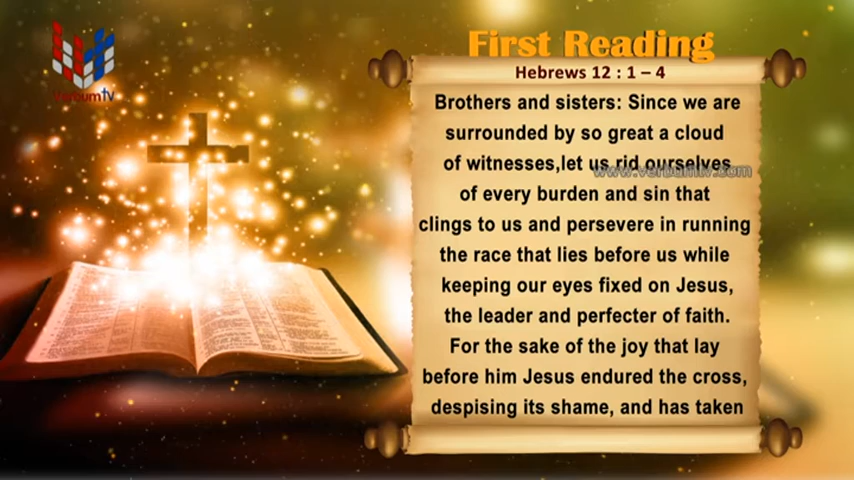 Verbum tv
First Reading
Hebrews 12 : 1 – 4
Brothers and sisters: Since we are
surrounded by so great a cloud
of witnesses,let us rid ourselves
www.verbumtv.com
of every burden and sin that
clings to us and persevere in running
the race that lies before us while
keeping our eyes fixed on Jesus,
the leader and perfecter of faith.
For the sake of the joy that lay
before him Jesus endured the cross,
despising its shame, and has taken